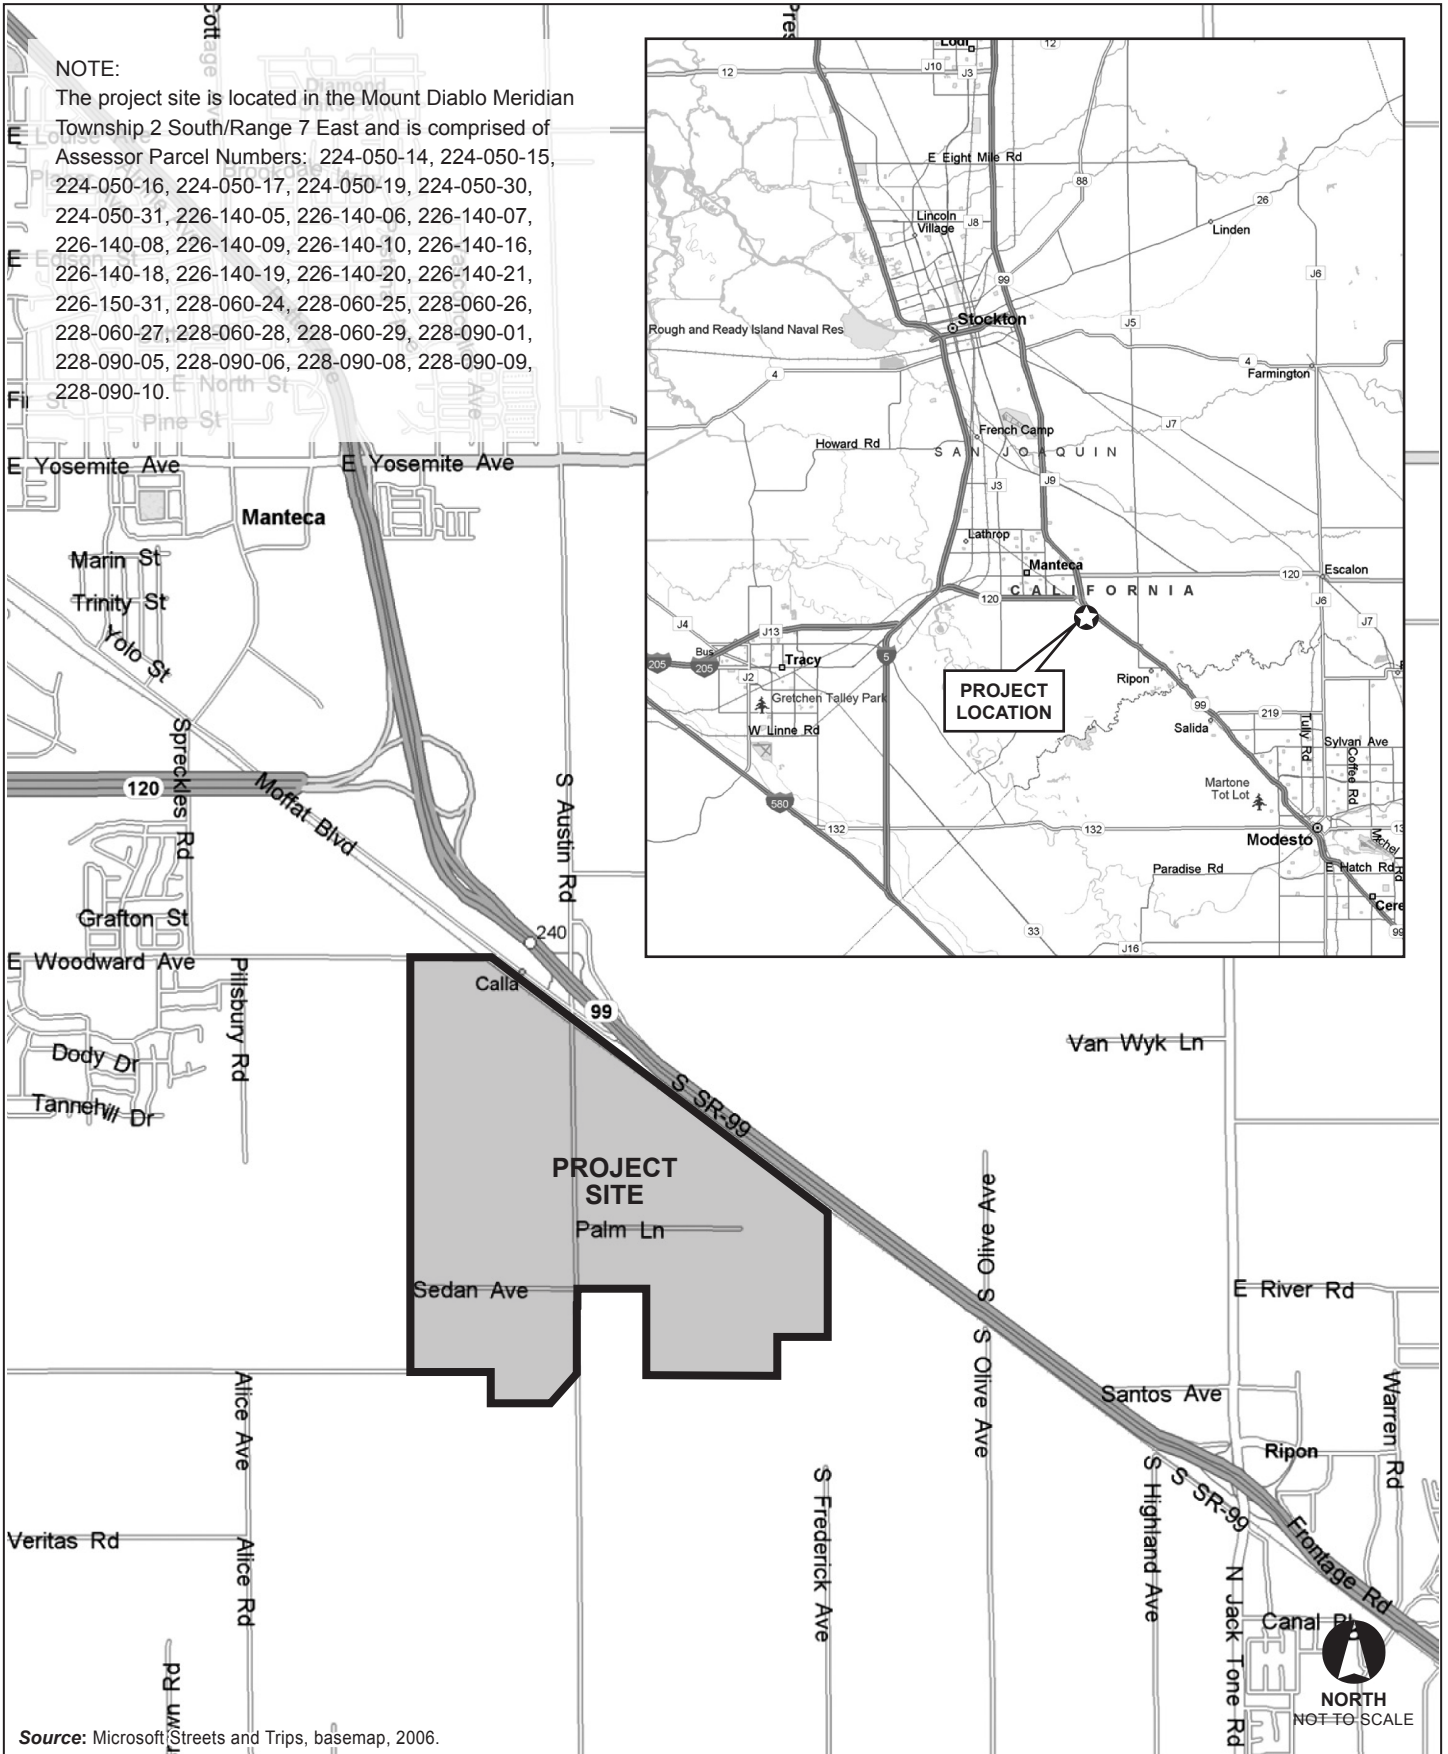 NOTE:
The project site is located in the Mount Diablo Meridian
Township 2 South/Range 7 East and is comprised of
Assessor Parcel Numbers: 224-050-14, 224-050-15,
224-050-16, 224-050-17, 224-050-19, 224-050-30,
224-050-31, 226-140-05, 226-140-06, 226-140-07,
226-140-08, 226-140-09, 226-140-10, 226-140-16,
226-140-18, 226-140-19, 226-140-20, 226-140-21,
226-150-31, 228-060-24, 228-060-25, 228-060-26,
228-060-27, 228-060-28, 228-060-29, 228-090-01,
228-090-05, 228-090-06, 228-090-08, 228-090-09,
228-090-10.
E North St
Pine St
E Yosemite Ave
E Yosemite Ave
Manteca
Marin St
Trinity St
Yolo St
Spreckles Rd
120
Moffat Blvd
S Austin Rd
Grafton St
E Woodward Ave
Pillsbury Rd
240
Calla
99
Dody Dr
Tannehill Dr
S SR-99
PROJECT
SITE
Palm Ln
Sedan Ave
Van Wyk Ln
S Olive Ave
S Olive Ave
E River Rd
Santos Ave
Warren Rd
Ripon
Alice Ave
Alice Rd
Veritas Rd
S Frederick Ave
S Highland Ave
S SR-99
Frontage Rd
N Jack Tone Rd
Canal
NORTH
NOT TO SCALE
Source: Microsoft Streets and Trips, basemap, 2006.
Lodi
12
12
J10
J3
E Eight Mile Rd
88
26
Lincoln
Village
J8
Linden
99
J6
Stockton
Rough and Ready Island Naval Res
J5
4
4
Farmington
J7
French Camp
Howard Rd
SAN JOAQUIN
J3
J9
Lathrop
Manteca
120
Escalon
CALIFORNIA
120
J6
J7
J4
J13
Bus
205
205
Tracy
5
J2
Gretchen Talley Park
W Linne Rd
PROJECT
LOCATION
Ripon
99
219
Salida
Tully Rd
Sylvan Ave
Coffee Rd
Martone
Tot Lot
580
132
132
Modesto
Paradise Rd
E Hatch Rd
33
J16
99